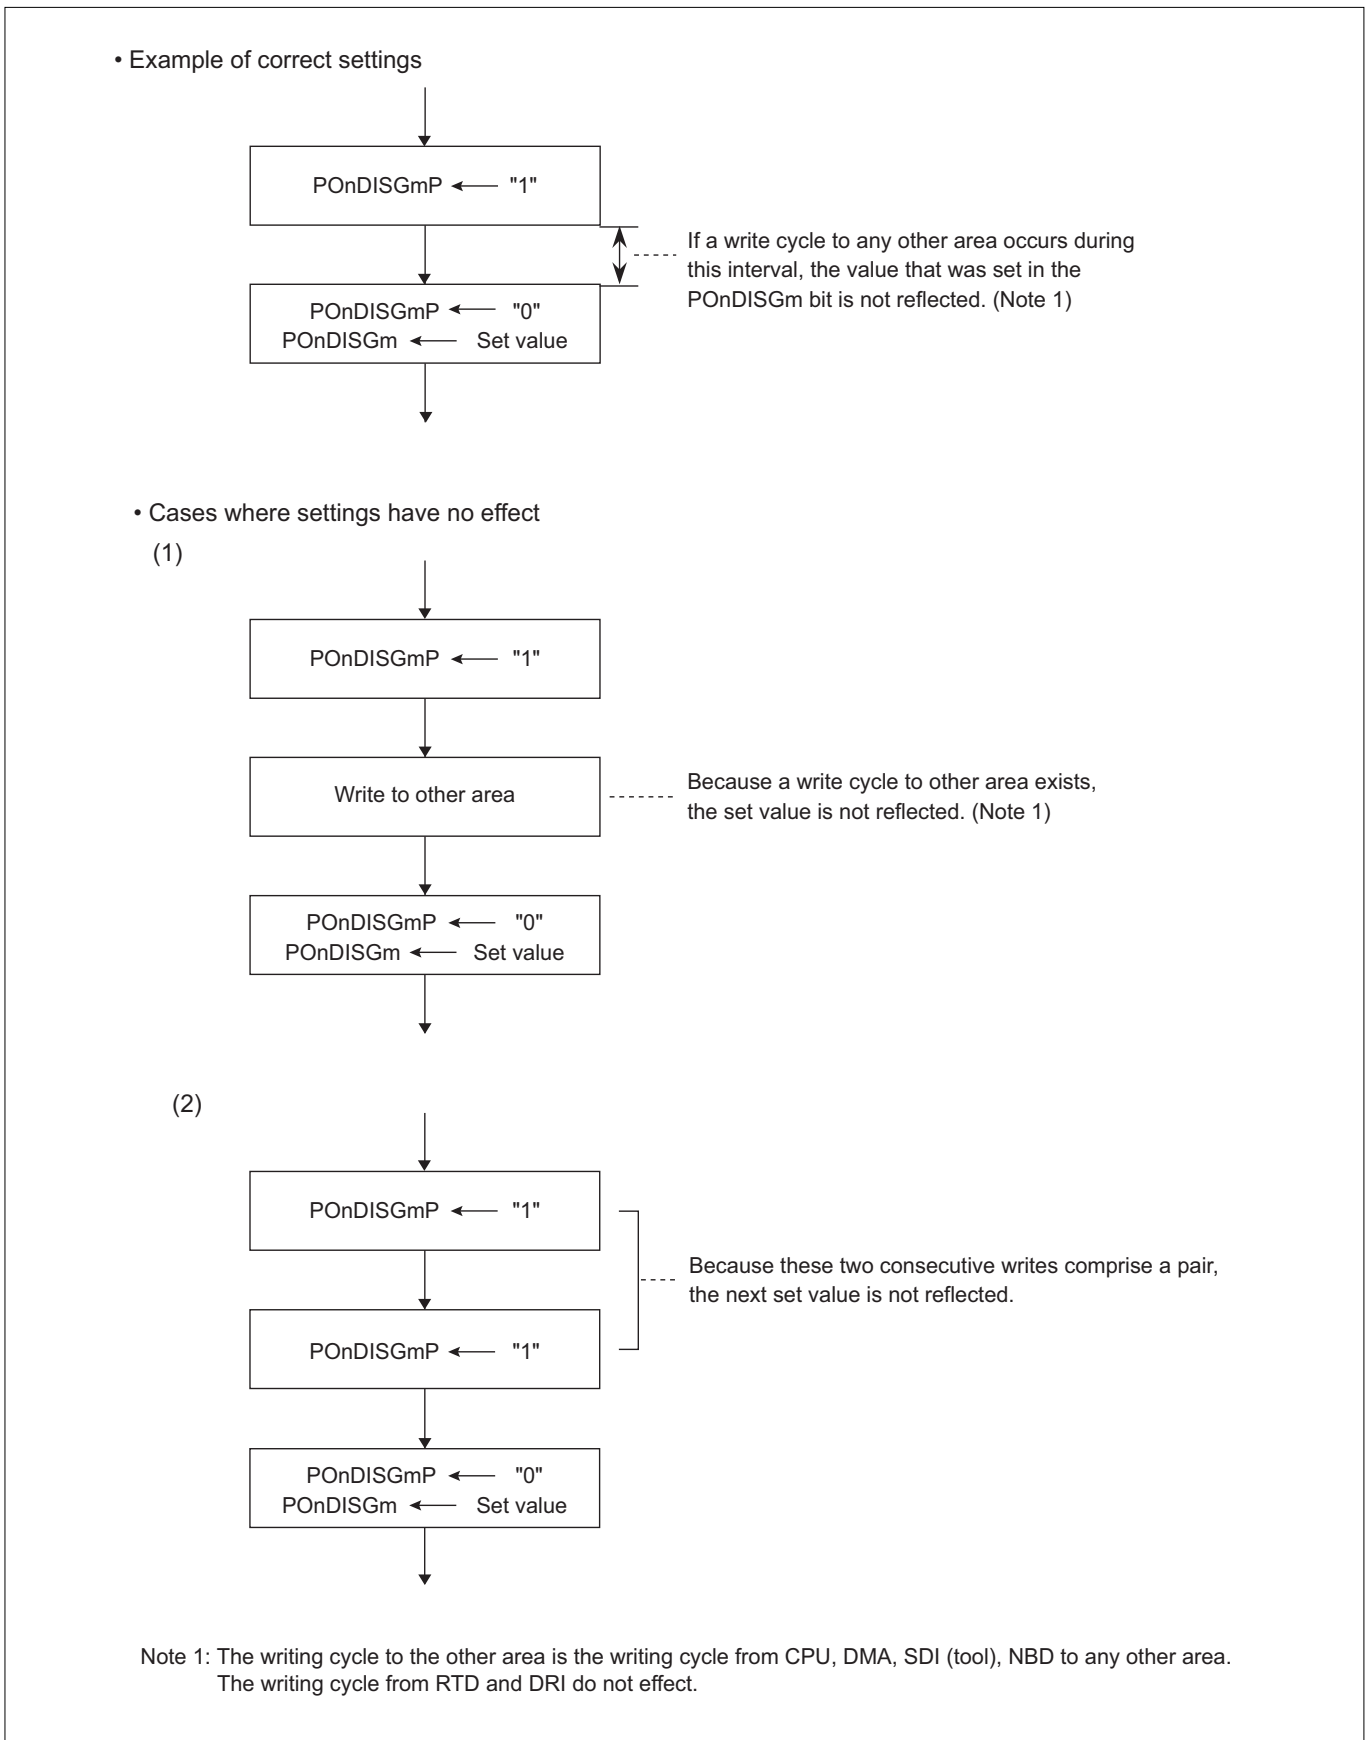 • Example of correct settings
POnDISGmP ← "1"
If a write cycle to any other area occurs during
this interval, the value that was set in the
POnDISGm bit is not reflected. (Note 1)
POnDISGmP ← "0"
POnDISGm ← Set value
• Cases where settings have no effect
(1)
POnDISGmP ← "1"
Write to other area
Because a write cycle to other area exists,
the set value is not reflected. (Note 1)
POnDISGmP ← "0"
POnDISGm ← Set value
(2)
POnDISGmP ← "1"
Because these two consecutive writes comprise a pair,
the next set value is not reflected.
POnDISGmP ← "1"
POnDISGmP ← "0"
POnDISGm ← Set value
Note 1: The writing cycle to the other area is the writing cycle from CPU, DMA, SDI (tool), NBD to any other area.
The writing cycle from RTD and DRI do not effect.